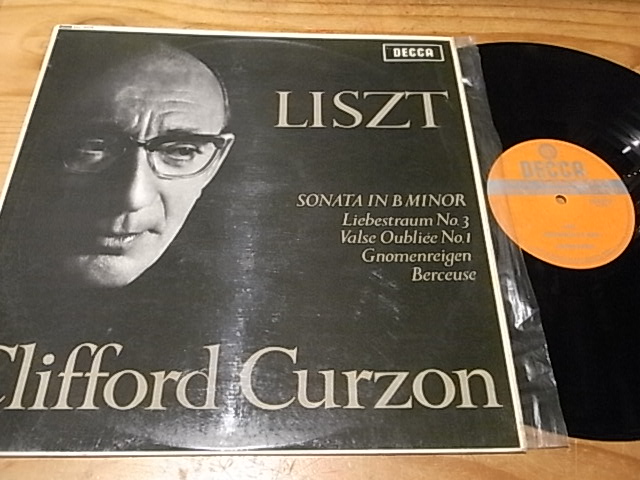 DECCA
LISZT
SONATA IN B MINOR
Liebestraum No. 3
Valse Oubliée No. 1
Gnomenreigen
Berceuse
Clifford Curzon
DECCA